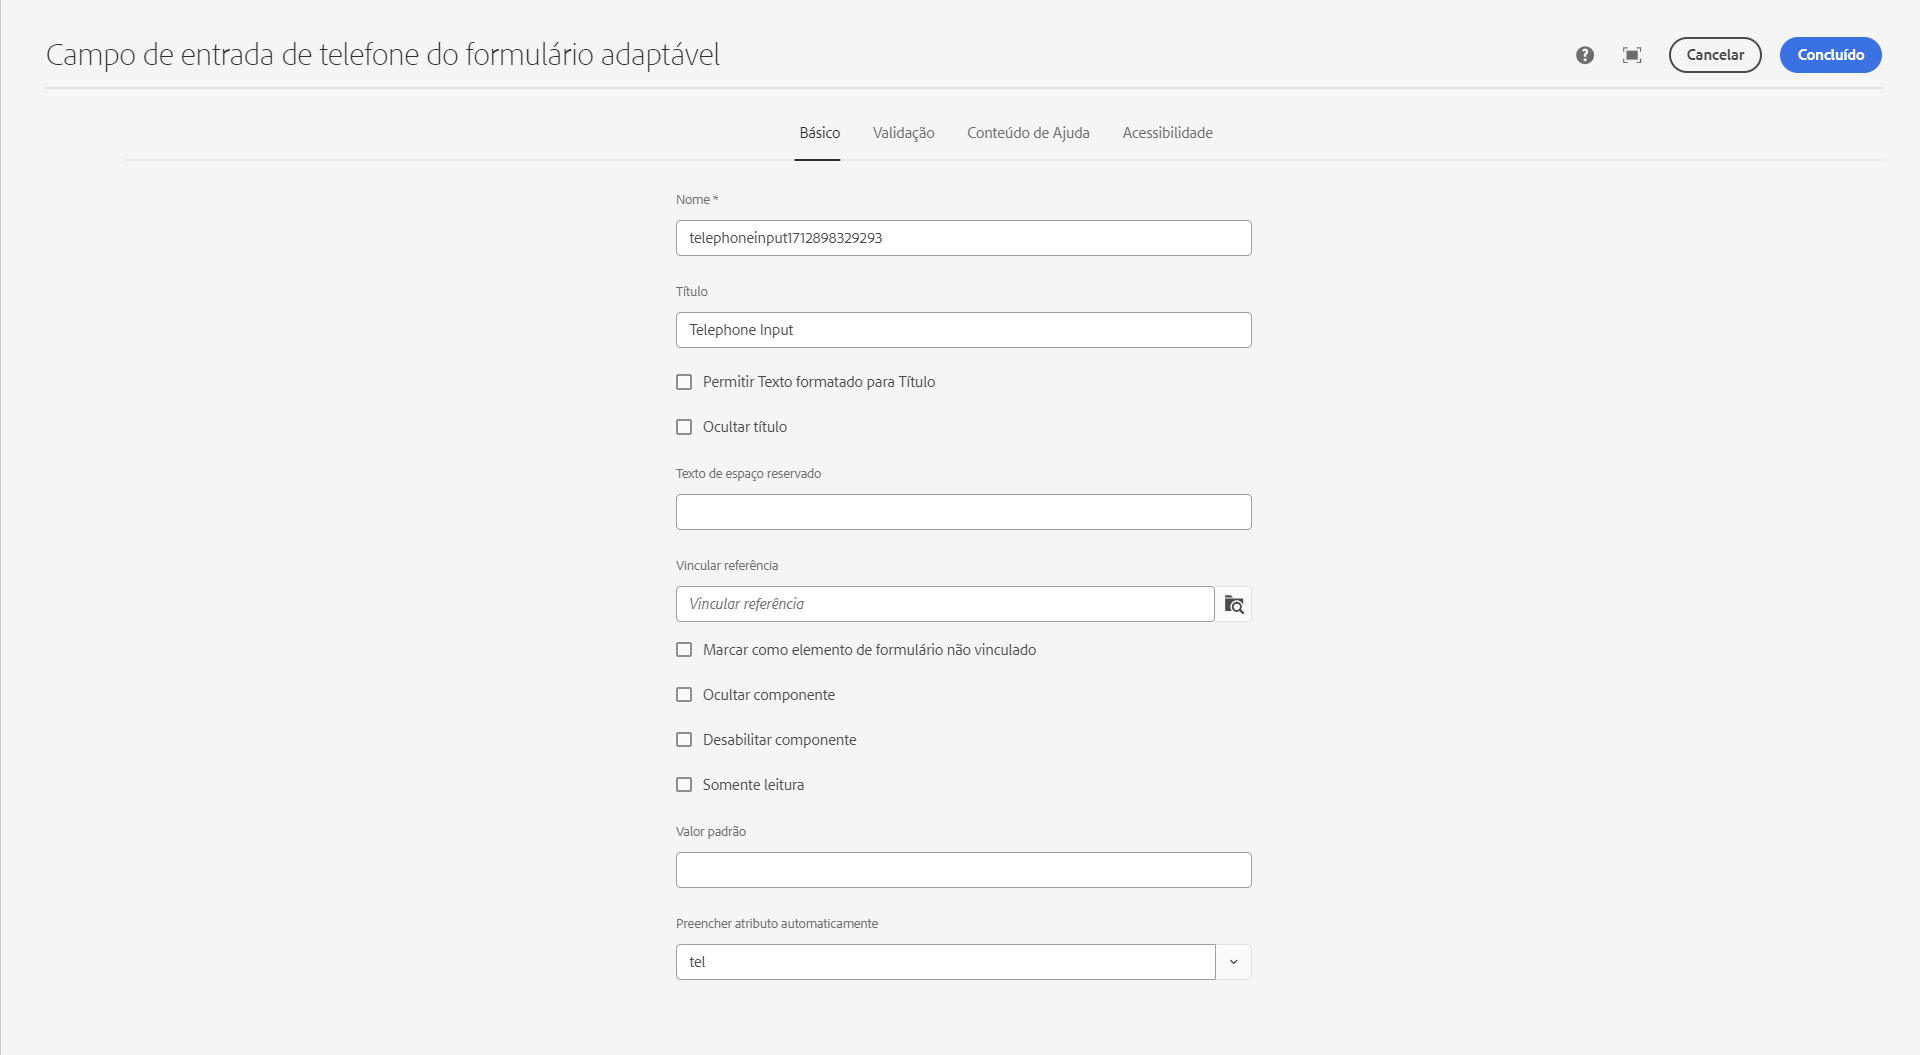 Campo de entrada de telefone do formulário adaptável
Cancelar
Concluído
Básico
Validação
Conteúdo de Ajuda
Acessibilidade
Nome *
telephoneinput1712898329293
Título
Telephone Input
Permitir Texto formatado para Título
Ocultar título
Texto de espaço reservado
Vincular referência
Vincular referência
Marcar como elemento de formulário não vinculado
Ocultar componente
Desabilitar componente
Somente leitura
Valor padrão
Preencher atributo automaticamente
tel